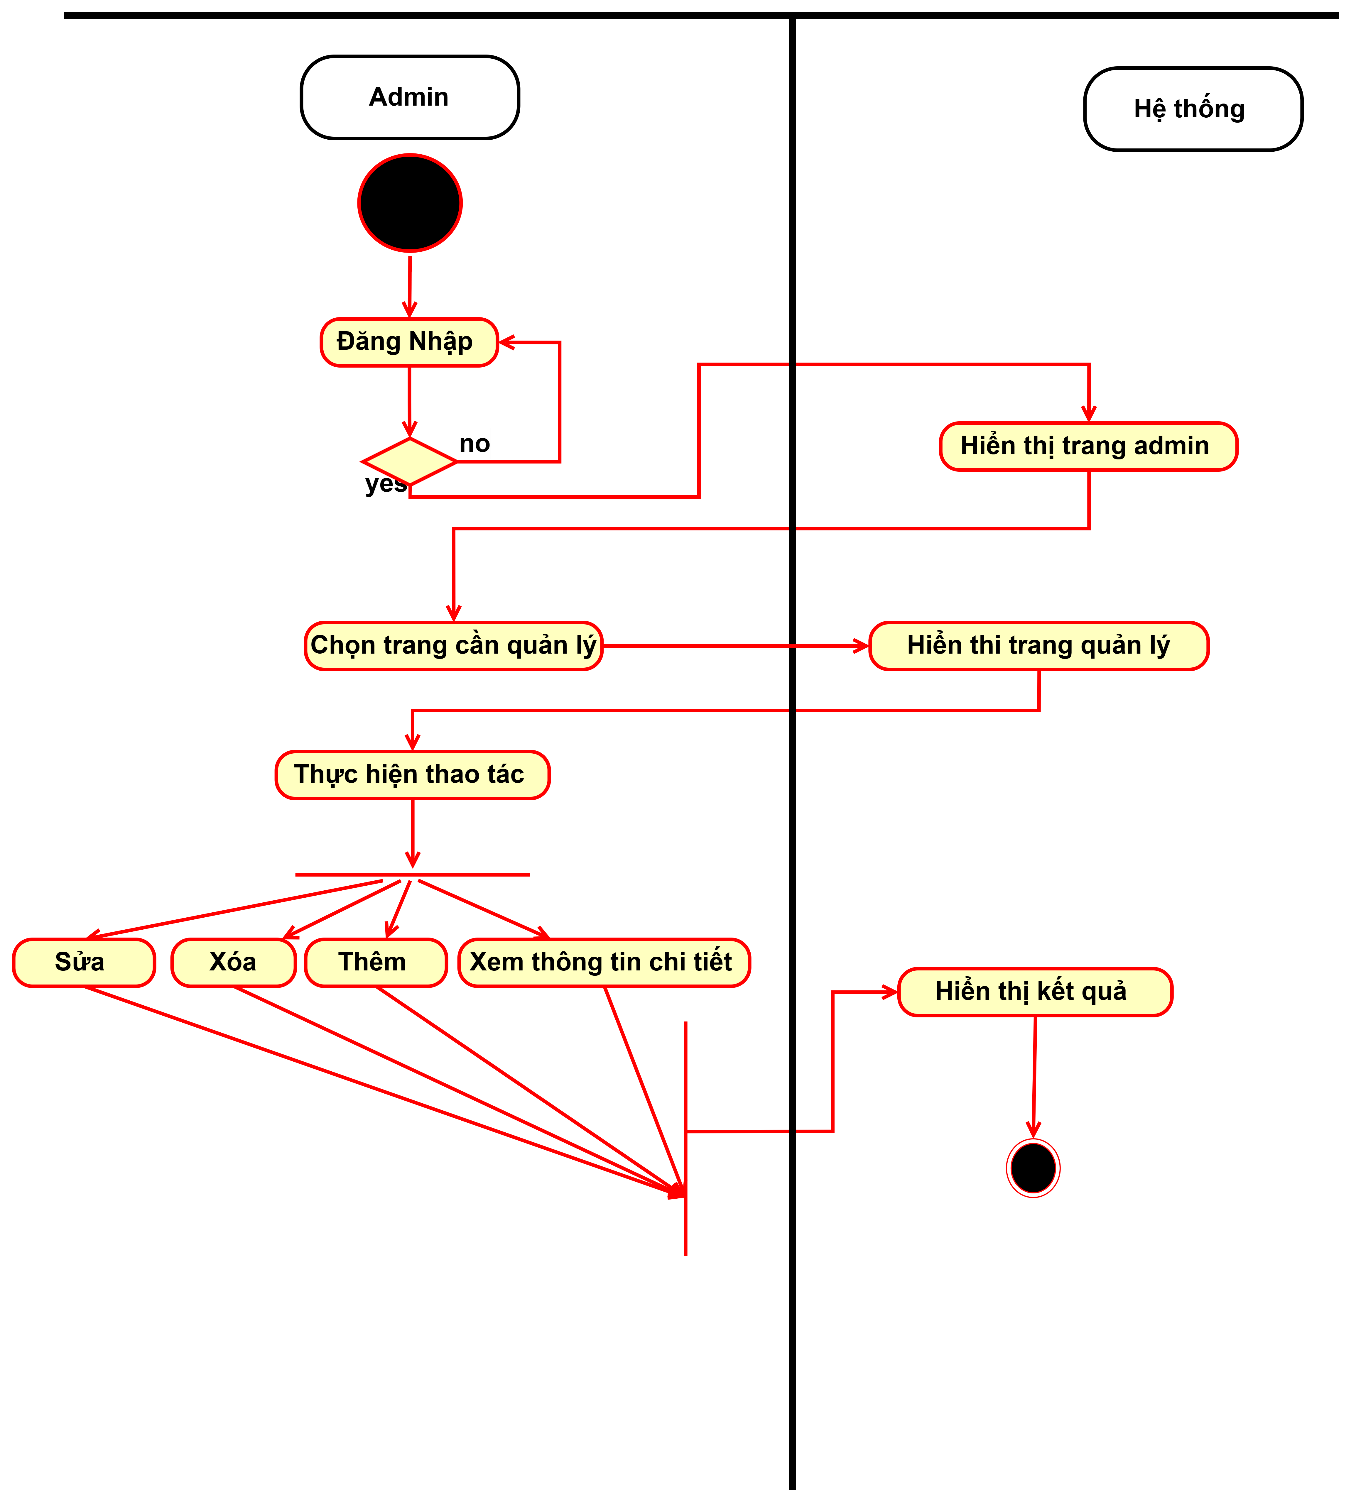 Admin
Hệ thống
Đăng Nhập
no
yes
Hiển thị trang admin
Chọn trang cần quản lý
Hiển thi trang quản lý
Thực hiện thao tác
Sửa
Xóa
Thêm
Xem thông tin chi tiết
Hiển thị kết quả